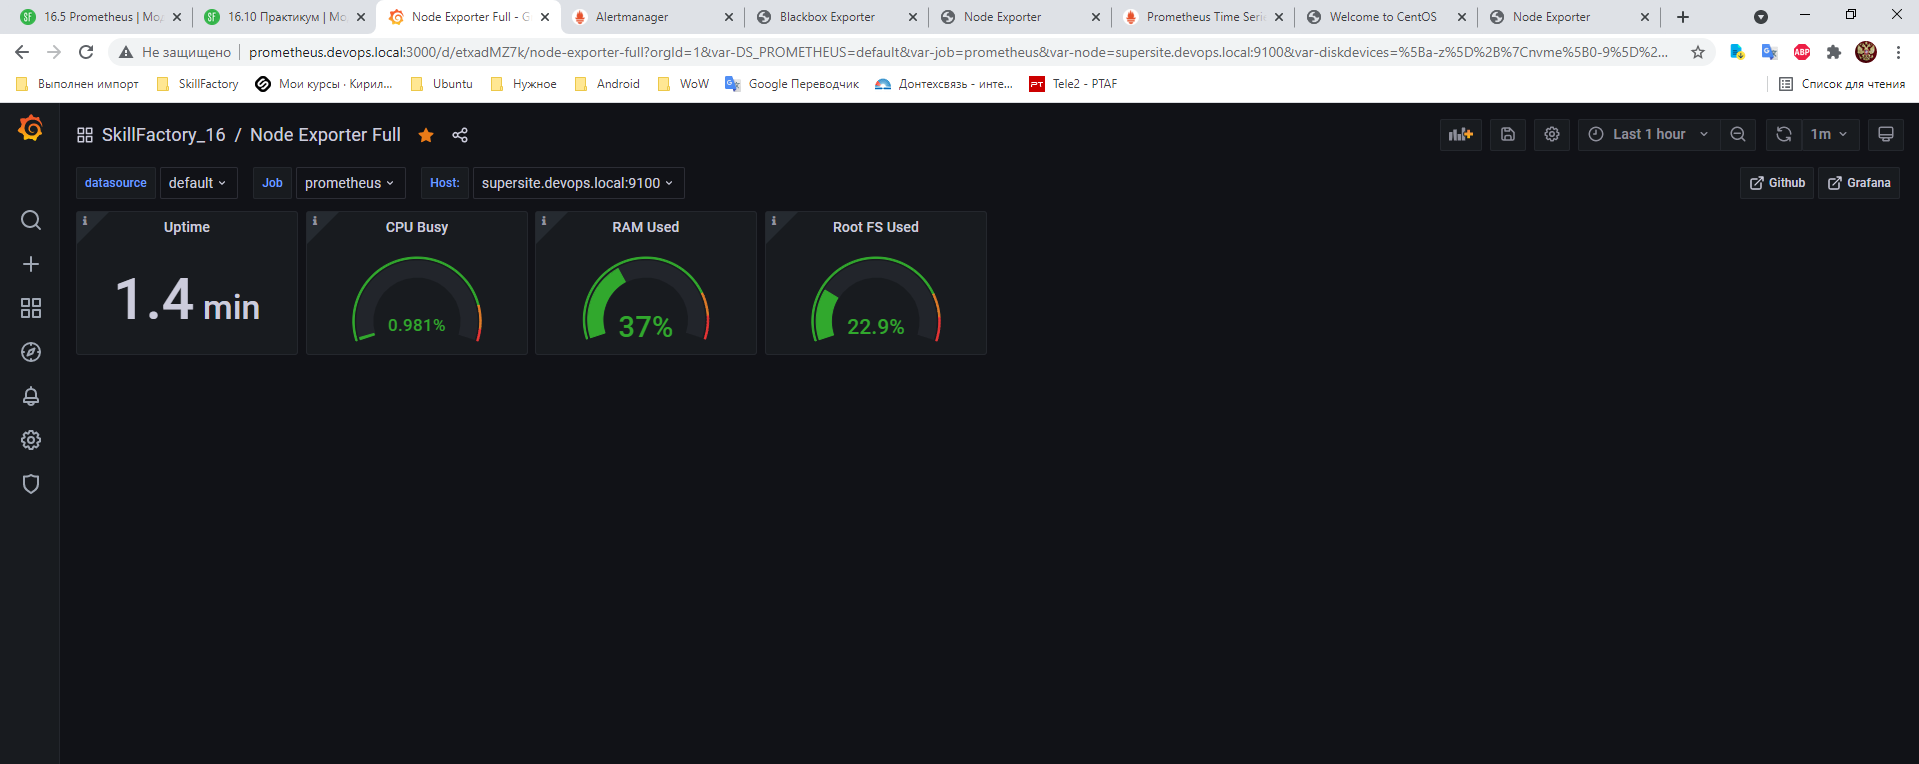 16.5 Prometheus | Мод
16.10 Практикум | Мо
Node Exporter Full - G
Alertmanager
Blackbox Exporter
Node Exporter
Prometheus Time Serie
Welcome to CentOS
Node Exporter
Не защищено
prometheus.devops.local:3000/d/etxadMZ7k/node-exporter-full?orgId=1&var-DS_PROMETHEUS=default&var-job=prometheus&var-node=supersite.devops.local:9100&var-diskdevices=%5Ba-z%5D%2B%7Cnvme%5B0-9%5D%2...
ABP
Выполнен импорт
SkillFactory
Мои курсы · Кирил...
Ubuntu
Нужное
Android
WoW
Google Переводчик
Донтехсвязь - инте...
PT
Tele2 - PTAF
Список для чтения
SkillFactory_16 / Node Exporter Full
Last 1 hour
1m
datasource
default
Job
prometheus
Host:
supersite.devops.local:9100
Github
Grafana
Uptime
1.4 min
CPU Busy
0.981%
RAM Used
37%
Root FS Used
22.9%